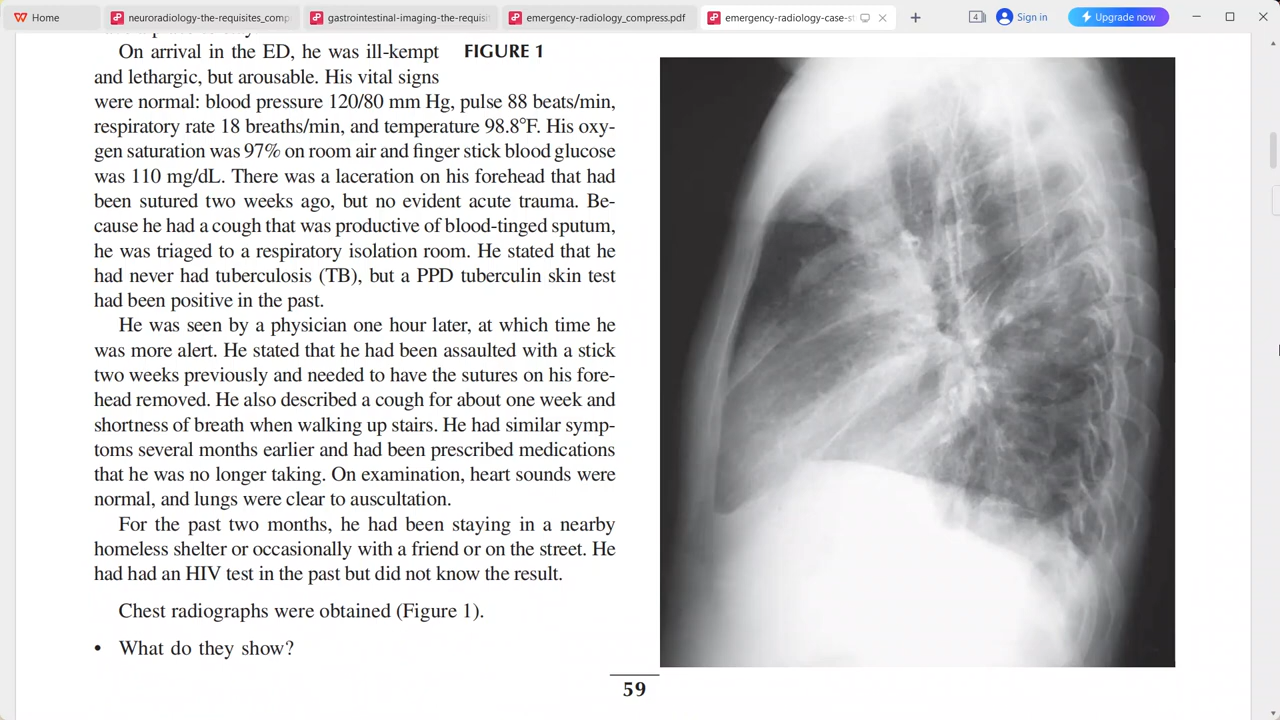 Home
neuroradiology-the-requisites_comp
gastrointestinal-imaging-the-requisit
emergency-radiology_compress.pdf
emergency-radiology-case-st
4
Sign in
Upgrade now
On arrival in the ED, he was ill-kempt
and lethargic, but arousable. His vital signs
were normal: blood pressure 120/80 mm Hg, pulse 88 beats/min,
respiratory rate 18 breaths/min, and temperature 98.8°F. His oxy-
gen saturation was 97% on room air and finger stick blood glucose
was 110 mg/dL. There was a laceration on his forehead that had
been sutured two weeks ago, but no evident acute trauma. Be-
cause he had a cough that was productive of blood-tinged sputum,
he was triaged to a respiratory isolation room. He stated that he
had never had tuberculosis (TB), but a PPD tuberculin skin test
had been positive in the past.
He was seen by a physician one hour later, at which time he
was more alert. He stated that he had been assaulted with a stick
two weeks previously and needed to have the sutures on his fore-
head removed. He also described a cough for about one week and
shortness of breath when walking up stairs. He had similar symp-
toms several months earlier and had been prescribed medications
that he was no longer taking. On examination, heart sounds were
normal, and lungs were clear to auscultation.
For the past two months, he had been staying in a nearby
homeless shelter or occasionally with a friend or on the street. He
had had an HIV test in the past but did not know the result.
Chest radiographs were obtained (Figure 1).
• What do they show?
FIGURE 1
59